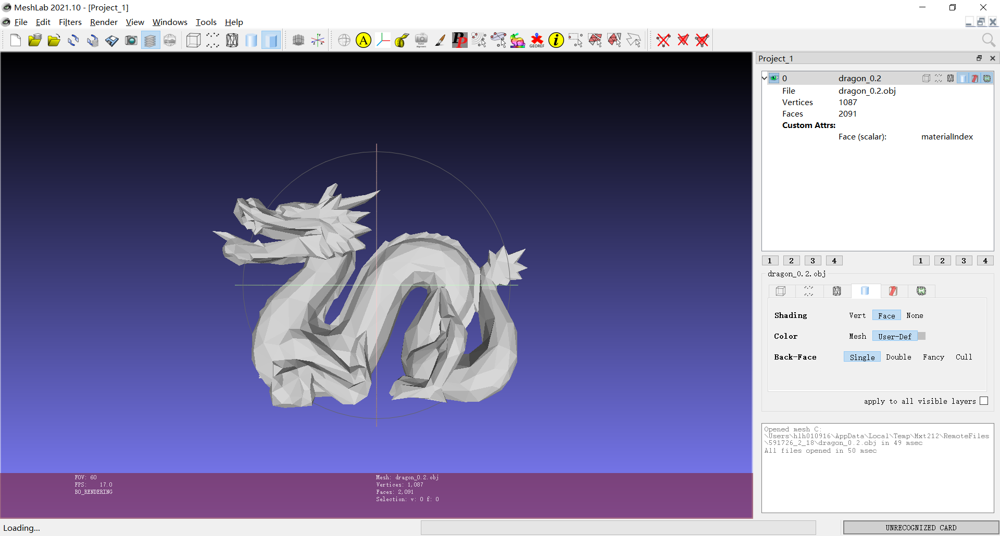 MeshLab 2021.10 - [Project_1]
File Edit Filters Render View Windows Tools Help
A PP GEOREF i
Project_1
0 dragon_0.2
File dragon_0.2.obj
Vertices 1087
Faces 2091
Custom Attrs:
Face (scalar): materialIndex
1 2 3 4 1 2 3 4
dragon_0.2.obj
Shading Vert Face None
Color Mesh User-Def
Back-Face Single Double Fancy Cull
apply to all visible layers
Opened mesh C:
\Users\hlh010916\AppData\Local\Temp\Mxt212\RemoteFiles
\591726_2_18\dragon_0.2.obj in 49 msec
All files opened in 50 msec
FOV: 60
FPS: 17.0
BO_RENDERING
Mesh: dragon_0.2.obj
Vertices: 1,087
Faces: 2,091
Selection: v: 0 f: 0
Loading...
UNRECOGNIZED CARD